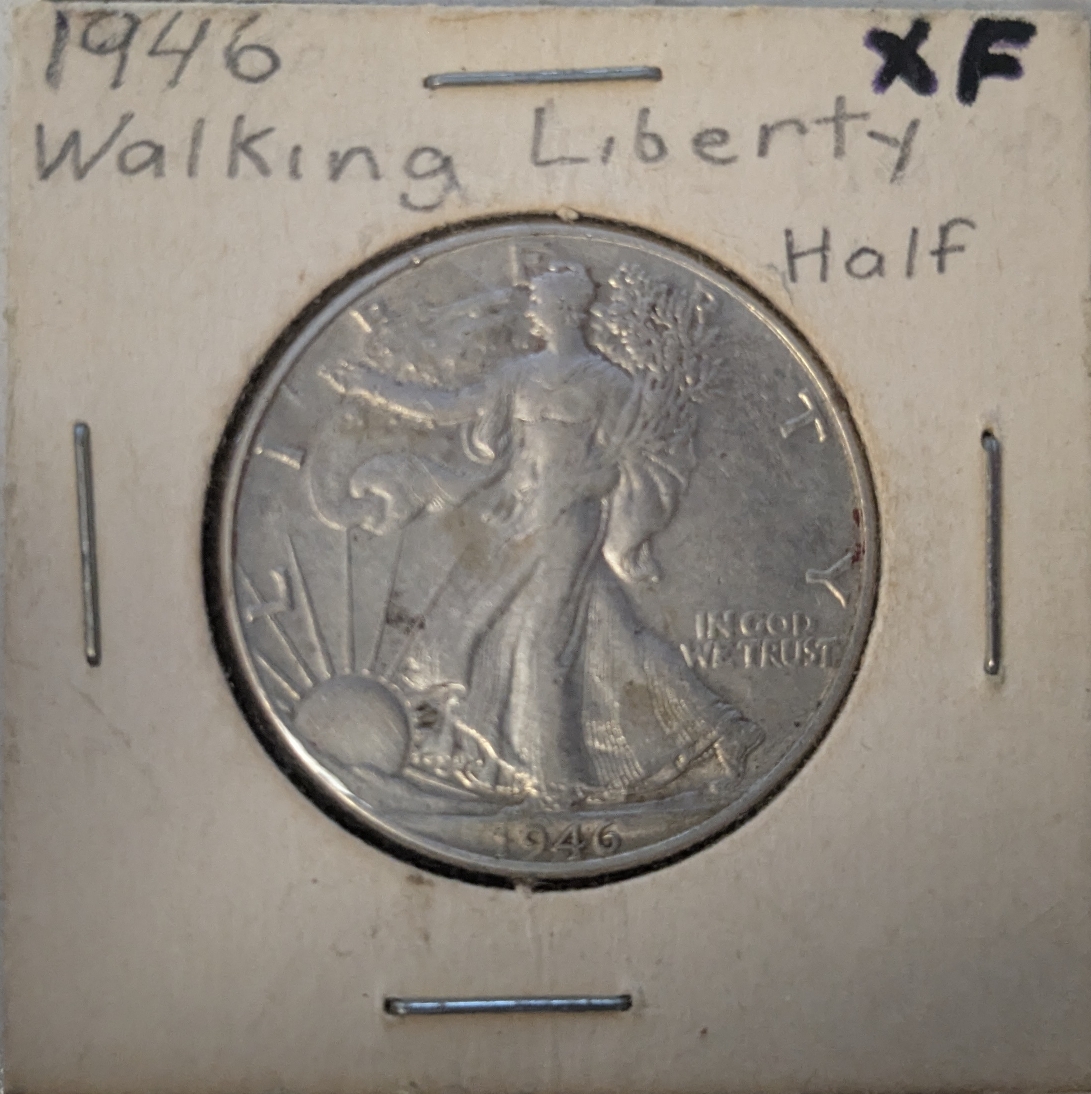 1946 XF
Walking Liberty
Half
LIBERTY
IN GOD
WE TRUST
1946